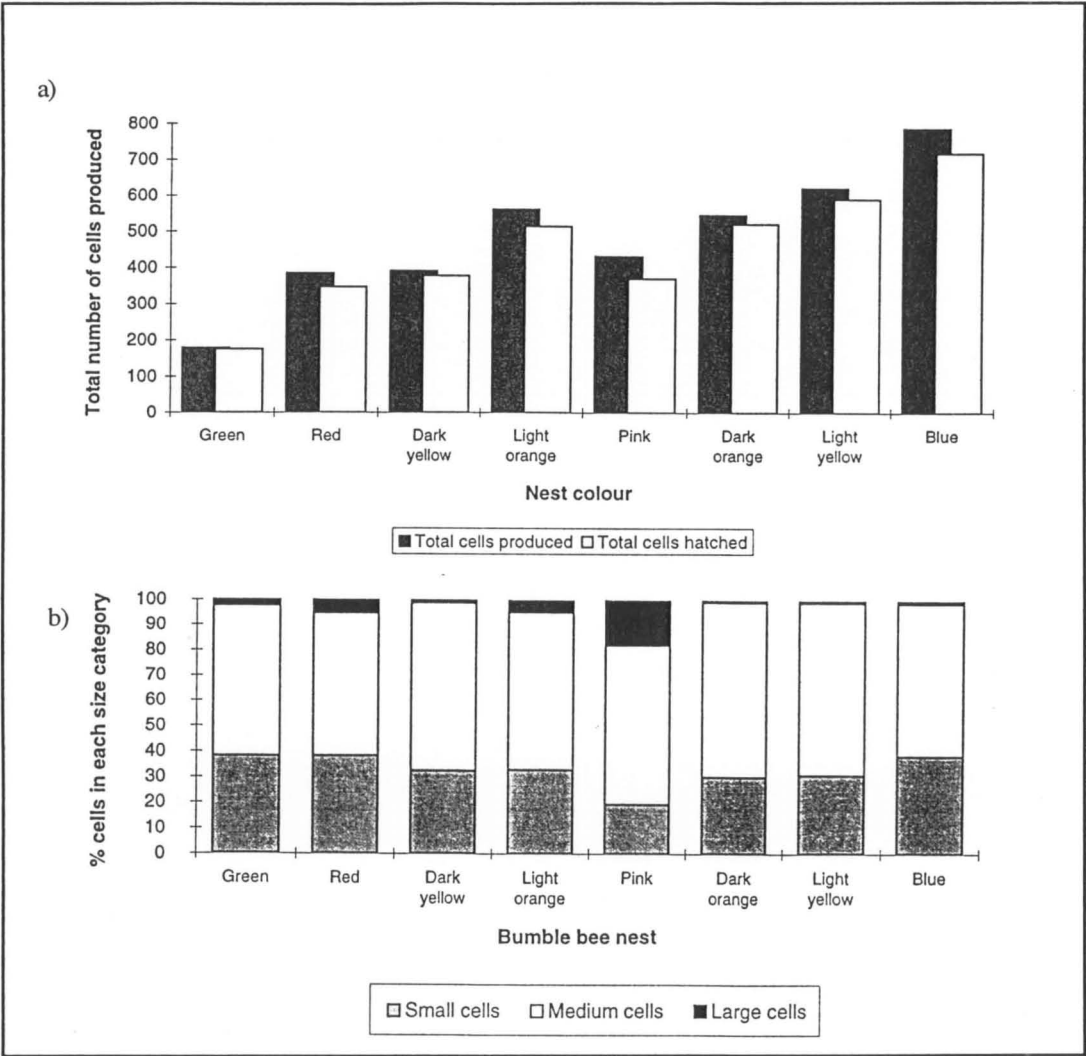 a)
Total number of cells produced
800
700
600
500
400
300
200
100
0
Green Red Dark yellow Light orange Pink Dark orange Light yellow Blue
Nest colour
Total cells produced Total cells hatched
b)
% cells in each size category
100
90
80
70
60
50
40
30
20
10
0
Green Red Dark yellow Light orange Pink Dark orange Light yellow Blue
Bumble bee nest
Small cells Medium cells Large cells